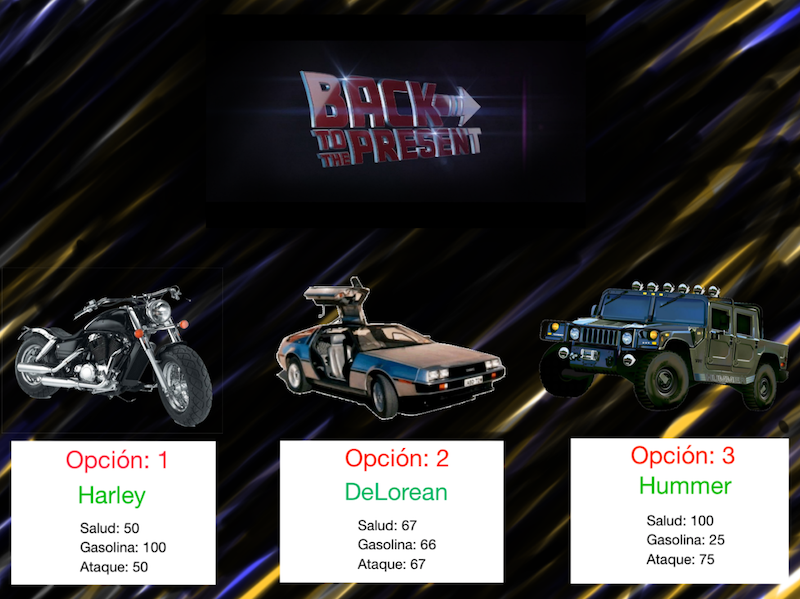 BACK
TO THE PRESENT
Opción: 1
Harley
Salud: 50
Gasolina: 100
Ataque: 50
Opción: 2
DeLorean
Salud: 67
Gasolina: 66
Ataque: 67
Opción: 3
Hummer
Salud: 100
Gasolina: 25
Ataque: 75